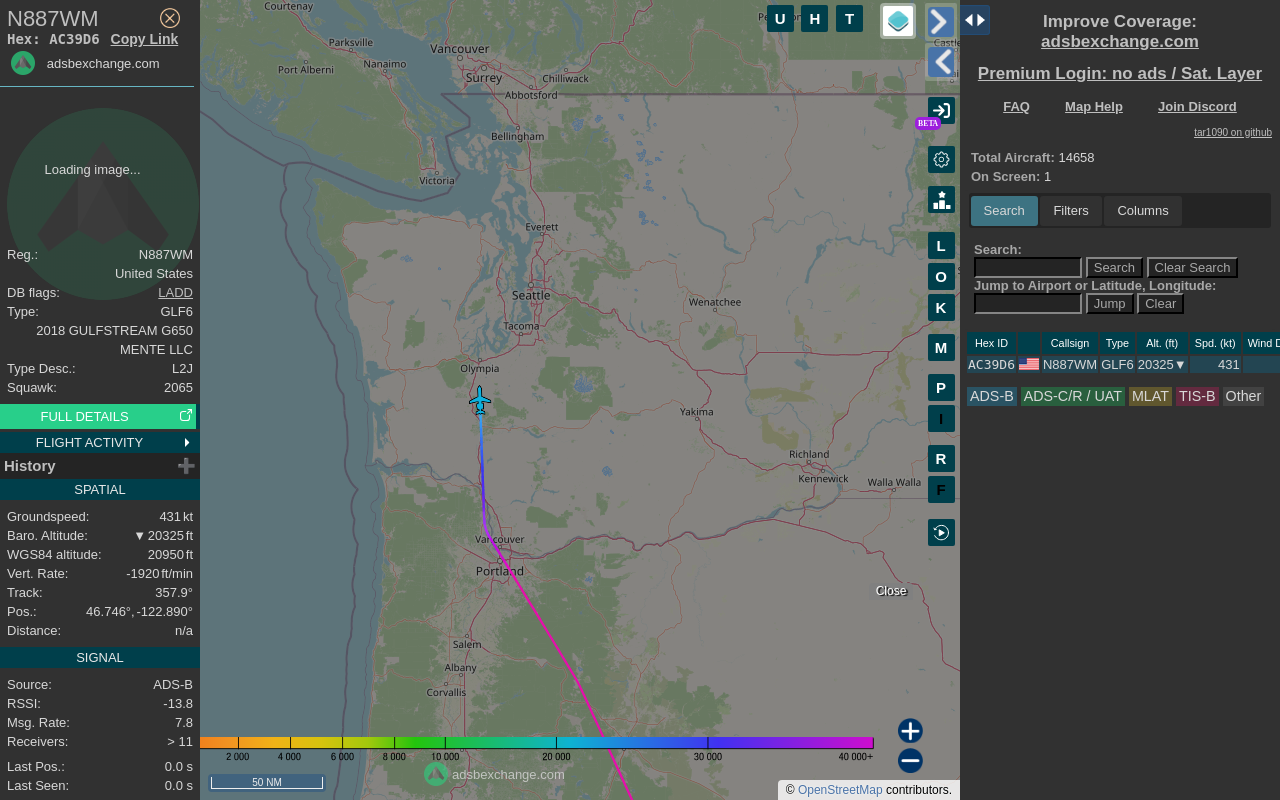 N887WM
Hex: AC39D6 Copy Link
adsbexchange.com
Loading image...
Reg.: N887WM
United States
DB flags: LADD
Type: GLF6
2018 GULFSTREAM G650
MENTE LLC
Type Desc.: L2J
Squawk: 2065
FULL DETAILS
FLIGHT ACTIVITY
History
SPATIAL
Groundspeed: 431 kt
Baro. Altitude: ▼ 20325 ft
WGS84 altitude: 20950 ft
Vert. Rate: -1920 ft/min
Track: 357.9°
Pos.: 46.746°, -122.890°
Distance: n/a
SIGNAL
Source: ADS-B
RSSI: -13.8
Msg. Rate: 7.8
Receivers: > 11
Last Pos.: 0.0 s
Last Seen: 0.0 s
Courtenay
Parksville
Vancouver
Port Alberni
Nanaimo
Surrey
Chilliwack
Abbotsford
Bellingham
Victoria
Everett
Seattle
Wenatchee
Tacoma
Olympia
Yakima
Richland
Kennewick
Walla Walla
Vancouver
Portland
Salem
Albany
Corvallis
U H T
BETA
L
O
K
M
P
I
R
F
Close
2 000 4 000 6 000 8 000 10 000 20 000 30 000 40 000+
50 NM
adsbexchange.com
© OpenStreetMap contributors.
Improve Coverage:
adsbexchange.com
Premium Login: no ads / Sat. Layer
FAQ Map Help Join Discord
tar1090 on github
Total Aircraft: 14658
On Screen: 1
Search Filters Columns
Search:
Search Clear Search
Jump to Airport or Latitude, Longitude:
Jump Clear
Hex ID Callsign Type Alt. (ft) Spd. (kt) Wind D
AC39D6 N887WM GLF6 20325▼ 431
ADS-B ADS-C/R / UAT MLAT TIS-B Other